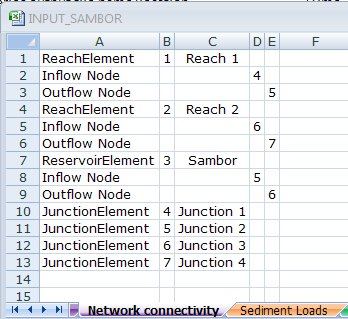 INPUT_SAMBOR
A B C D E F
1 ReachElement 1 Reach 1
2 Inflow Node 4
3 Outflow Node 5
4 ReachElement 2 Reach 2
5 Inflow Node 6
6 Outflow Node 7
7 ReservoirElement 3 Sambor
8 Inflow Node 5
9 Outflow Node 6
10 JunctionElement 4 Junction 1
11 JunctionElement 5 Junction 2
12 JunctionElement 6 Junction 3
13 JunctionElement 7 Junction 4
14
15
Network connectivity Sediment Loads